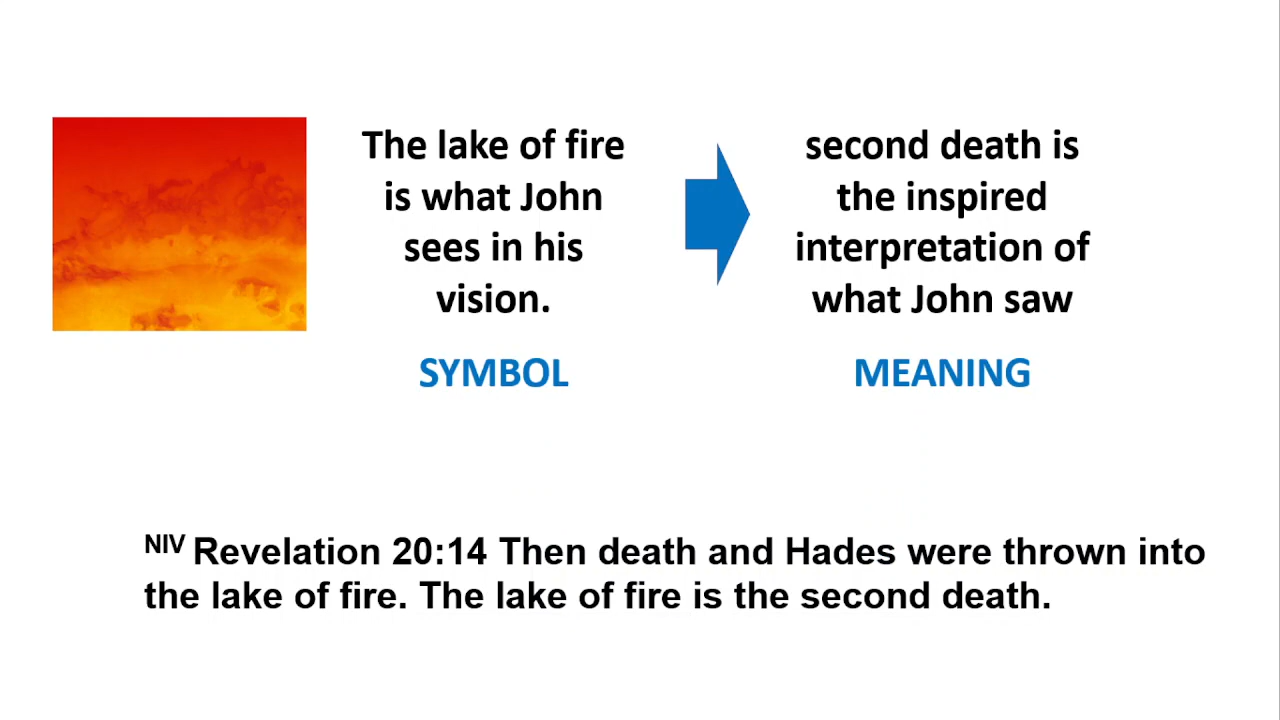 The lake of fire
is what John
sees in his
vision.
SYMBOL
second death is
the inspired
interpretation of
what John saw
MEANING
NIV Revelation 20:14 Then death and Hades were thrown into
the lake of fire. The lake of fire is the second death.